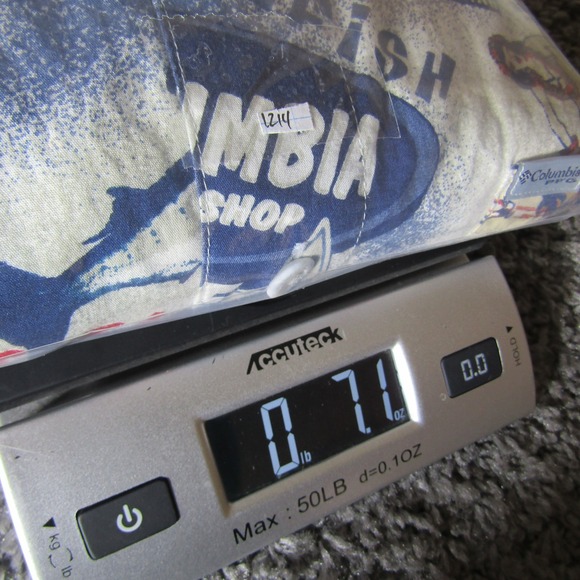 ISH
MBIA
1214
SHOP
Columbia
PFG
Accuteck
0 lb 7.1 oz
0.0
HOLD
Max : 50LB d=0.1OZ
kg
lb